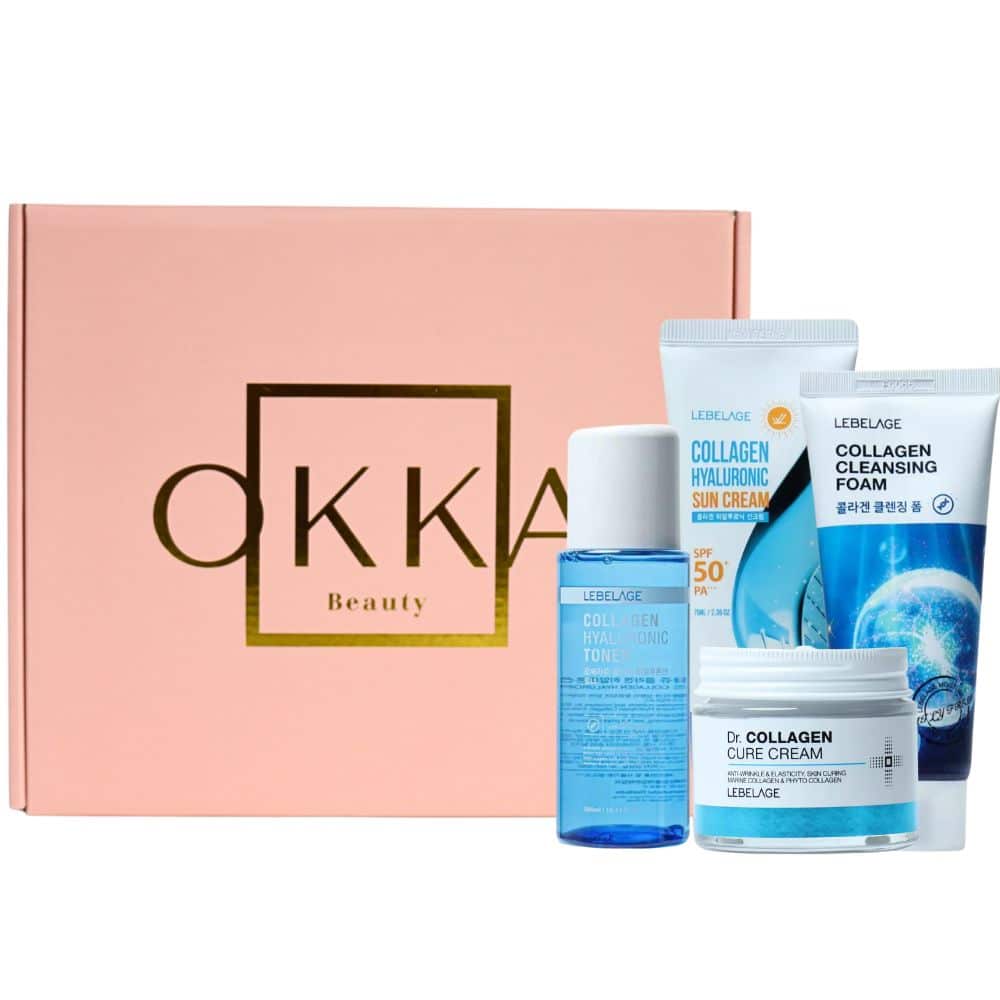 OKKA
Beauty
LEBELAGE
COLLAGEN
HYALURONIC
SUN CREAM
콜라겐 히알루로닉 선크림
SPF
50+
PA+++
LEBELAGE
COLLAGEN
CLEANSING
FOAM
콜라겐 클렌징 폼
LEBELAGE
COLLAGEN
HYALURONIC
TONER
Dr. COLLAGEN
CURE CREAM
ANTI-WRINKLE & ELASTICITY, SKIN CURING
MARINE COLLAGEN & PHYTO COLLAGEN
LEBELAGE